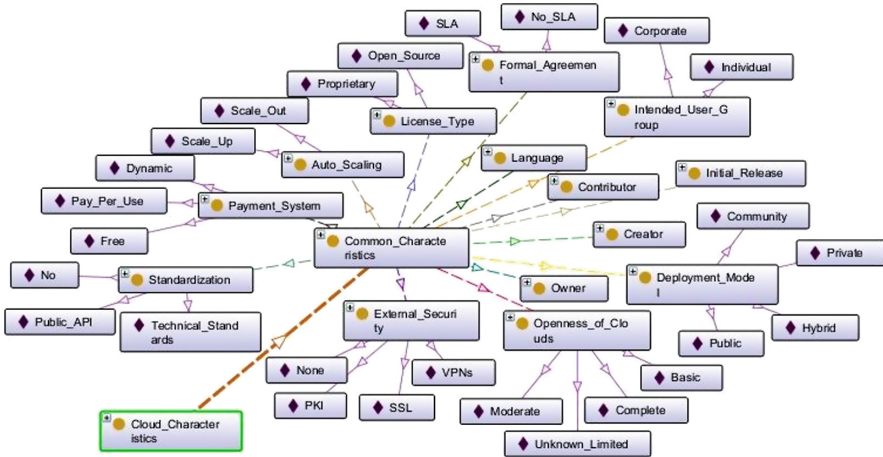 SLA
No_SLA
Corporate
Open_Source
Formal_Agreemen
t
Individual
Proprietary
Scale_Out
License_Type
Intended_User_G
roup
Scale_Up
Auto_Scaling
Language
Dynamic
Contributor
Initial_Release
Pay_Per_Use
Payment_System
Community
Free
Common_Characte
ristics
Creator
Private
No
Standardization
Owner
Deployment_Mode
l
Public_API
Technical_Stand
ards
External_Securi
ty
Openness_of_Clo
uds
Hybrid
Public
None
VPNs
Basic
PKI
SSL
Moderate
Complete
Cloud_Character
istics
Unknown_Limited